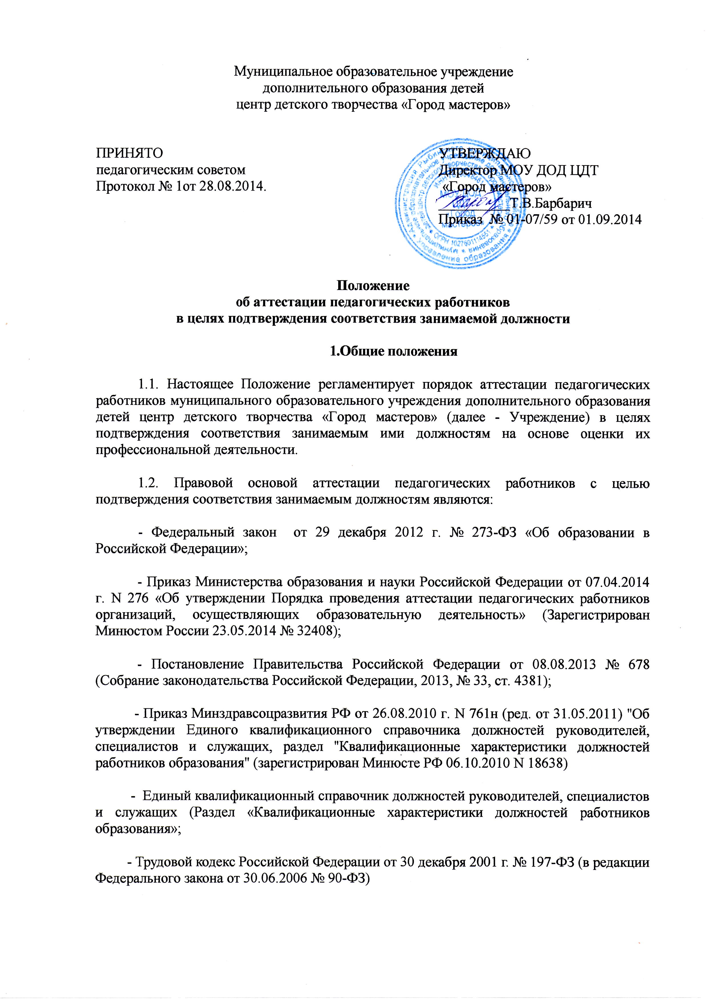 Муниципальное образовательное учреждение
дополнительного образования детей
центр детского творчества «Город мастеров»
ПРИНЯТО
педагогическим советом
Протокол № 1от 28.08.2014.
УТВЕРЖДАЮ
Директор МОУ ДОД ЦДТ
«Город мастеров»
__________Т.В.Барбарич
Приказ № 01-07/59 от 01.09.2014
МОУ ДОД
«Город
мастеров»
ОГРН 1027601114551
Управление образования
Положение
об аттестации педагогических работников
в целях подтверждения соответствия занимаемой должности
1.Общие положения
1.1. Настоящее Положение регламентирует порядок аттестации педагогических
работников муниципального образовательного учреждения дополнительного образования
детей центр детского творчества «Город мастеров» (далее - Учреждение) в целях
подтверждения соответствия занимаемым ими должностям на основе оценки их
профессиональной деятельности.
1.2. Правовой основой аттестации педагогических работников с целью
подтверждения соответствия занимаемым должностям являются:
- Федеральный закон от 29 декабря 2012 г. № 273-ФЗ «Об образовании в
Российской Федерации»;
- Приказ Министерства образования и науки Российской Федерации от 07.04.2014
г. N 276 «Об утверждении Порядка проведения аттестации педагогических работников
организаций, осуществляющих образовательную деятельность» (Зарегистрирован
Минюстом России 23.05.2014 № 32408);
- Постановление Правительства Российской Федерации от 08.08.2013 № 678
(Собрание законодательства Российской Федерации, 2013, № 33, ст. 4381);
- Приказ Минздравсоцразвития РФ от 26.08.2010 г. N 761н (ред. от 31.05.2011) "Об
утверждении Единого квалификационного справочника должностей руководителей,
специалистов и служащих, раздел "Квалификационные характеристики должностей
работников образования" (зарегистрирован Минюсте РФ 06.10.2010 N 18638)
- Единый квалификационный справочник должностей руководителей, специалистов
и служащих (Раздел «Квалификационные характеристики должностей работников
образования»;
- Трудовой кодекс Российской Федерации от 30 декабря 2001 г. № 197-ФЗ (в редакции
Федерального закона от 30.06.2006 № 90-ФЗ)